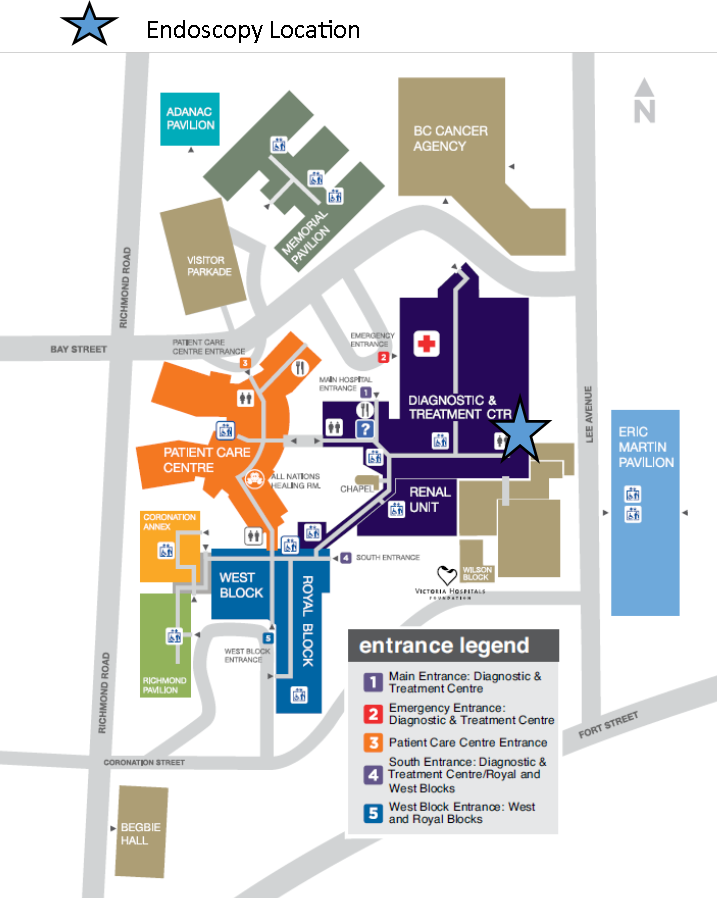 Endoscopy Location
ADANAC
PAVILION
BC CANCER
AGENCY
N
MEMORIAL
PAVILION
VISITOR
PARKADE
RICHMOND ROAD
BAY STREET
PATIENT CARE
CENTRE ENTRANCE
3
EMERGENCY
ENTRANCE
2
MAIN HOSPITAL
ENTRANCE
1
?
DIAGNOSTIC &
TREATMENT CTR
LEE AVENUE
ERIC
MARTIN
PAVILION
PATIENT CARE
CENTRE
ALL NATIONS
HEALING RM.
CHAPEL
RENAL
UNIT
CORONATION
ANNEX
4
SOUTH ENTRANCE
WILSON
BLOCK
VICTORIA HOSPITALS
FOUNDATION
WEST
BLOCK
ROYAL BLOCK
5
WEST BLOCK
ENTRANCE
RICHMOND
PAVILION
RICHMOND ROAD
CORONATION STREET
FORT STREET
BEGBIE
HALL
entrance legend
1 Main Entrance: Diagnostic &
Treatment Centre
2 Emergency Entrance:
Diagnostic & Treatment Centre
3 Patient Care Centre Entrance
4 South Entrance: Diagnostic &
Treatment Centre/Royal and
West Blocks
5 West Block Entrance: West
and Royal Blocks